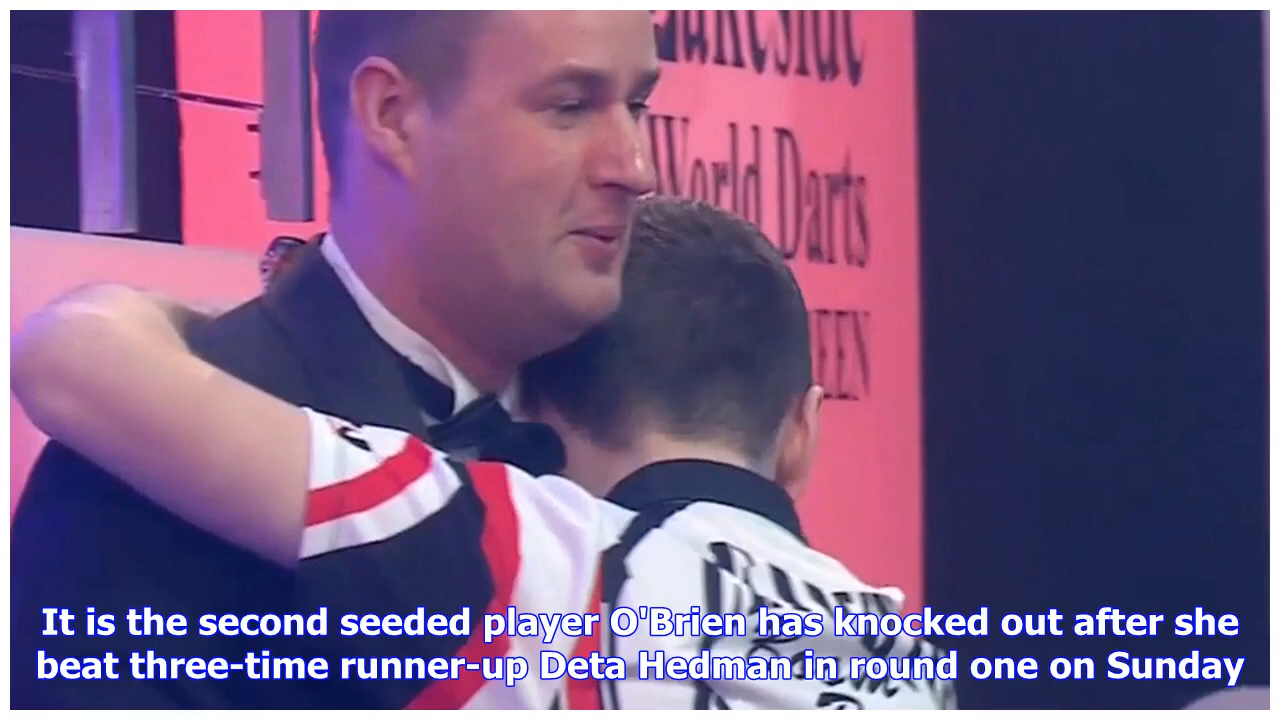 Lakeside
World Darts
It is the second seeded player O'Brien has knocked out after she
beat three-time runner-up Deta Hedman in round one on Sunday